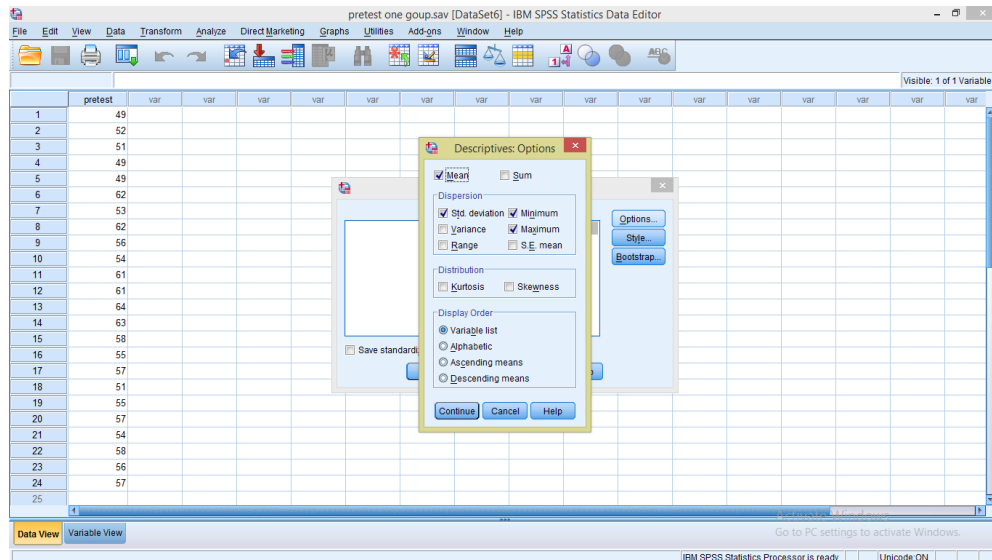 pretest one goup.sav [DataSet6] - IBM SPSS Statistics Data Editor
File Edit View Data Transform Analyze Direct Marketing Graphs Utilities Add-ons Window Help
Visible: 1 of 1 Variable
pretest var var var var var var var var var var var var var var var var
1 49
2 52
3 51
4 49
5 49
6 62
7 53
8 62
9 56
10 54
11 61
12 61
13 64
14 63
15 58
16 55
17 57
18 51
19 55
20 57
21 54
22 58
23 56
24 57
25
Descriptives: Options
Mean Sum
Dispersion
Std. deviation Minimum
Variance Maximum
Range S.E. mean
Distribution
Kurtosis Skewness
Display Order
Variable list
Alphabetic
Ascending means
Descending means
Continue Cancel Help
Options...
Style...
Bootstrap...
Save standardi
Data View Variable View
Activate Windows
Go to PC settings to activate Windows.
IBM SPSS Statistics Processor is ready Unicode:ON